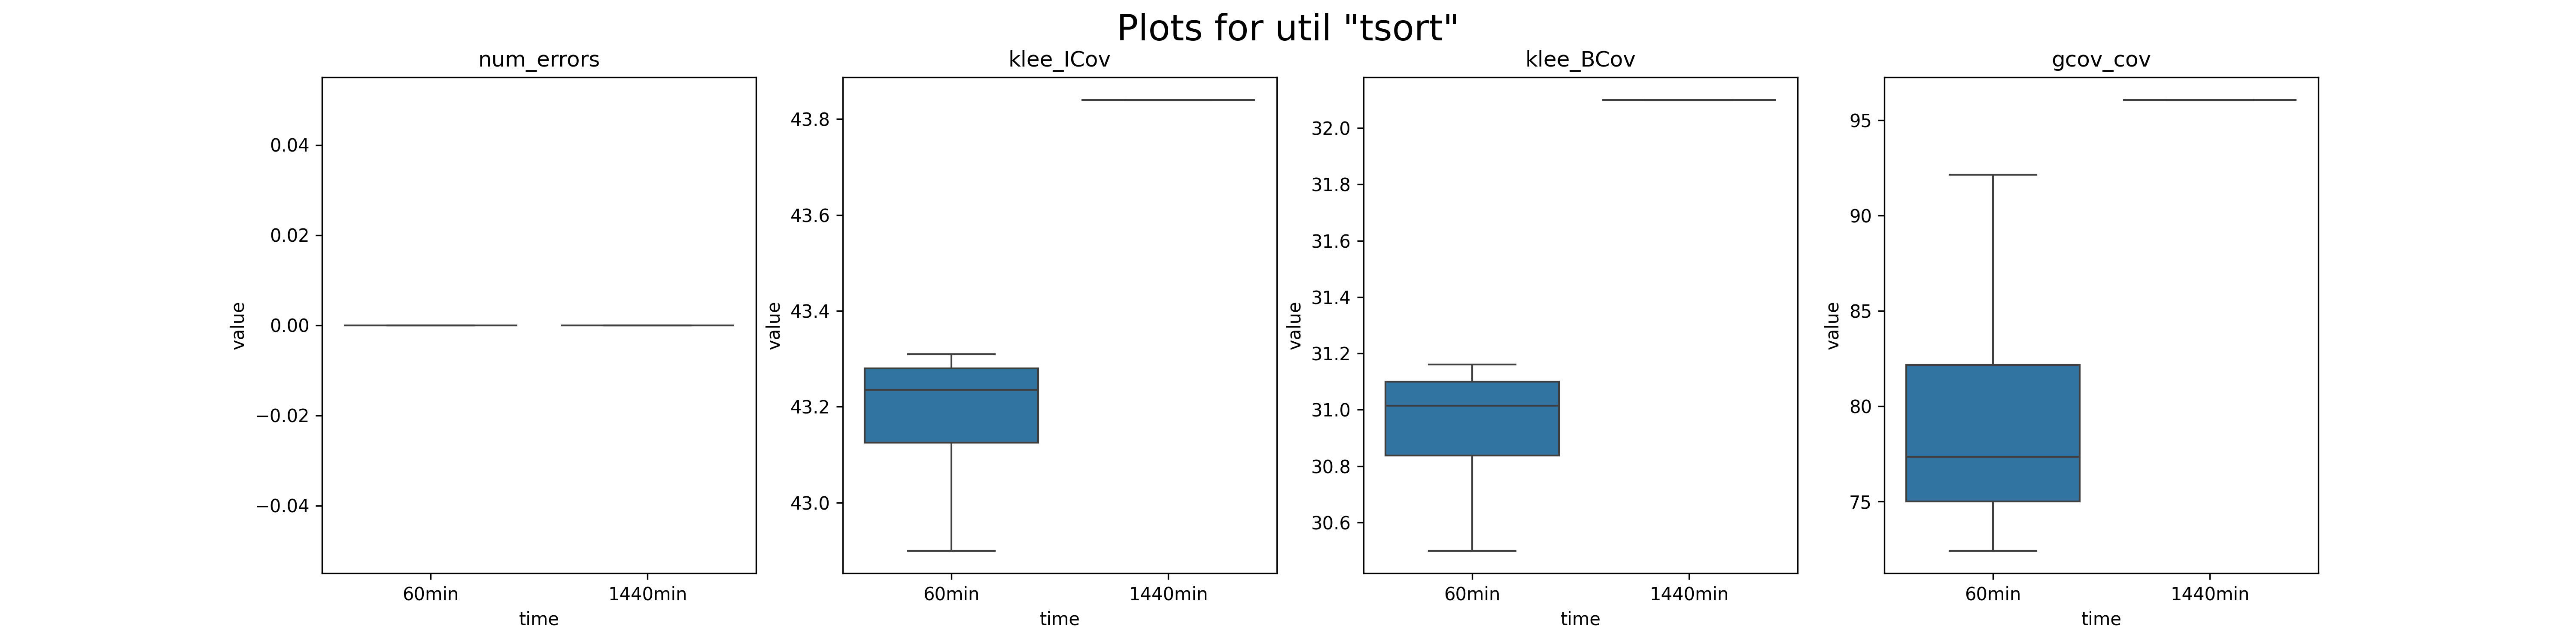 Plots for util "tsort"
num_errors
0.04
0.02
0.00
−0.02
−0.04
value
60min
1440min
time
klee_ICov
43.8
43.6
43.4
43.2
43.0
value
60min
1440min
time
klee_BCov
32.0
31.8
31.6
31.4
31.2
31.0
30.8
30.6
value
60min
1440min
time
gcov_cov
95
90
85
80
75
value
60min
1440min
time